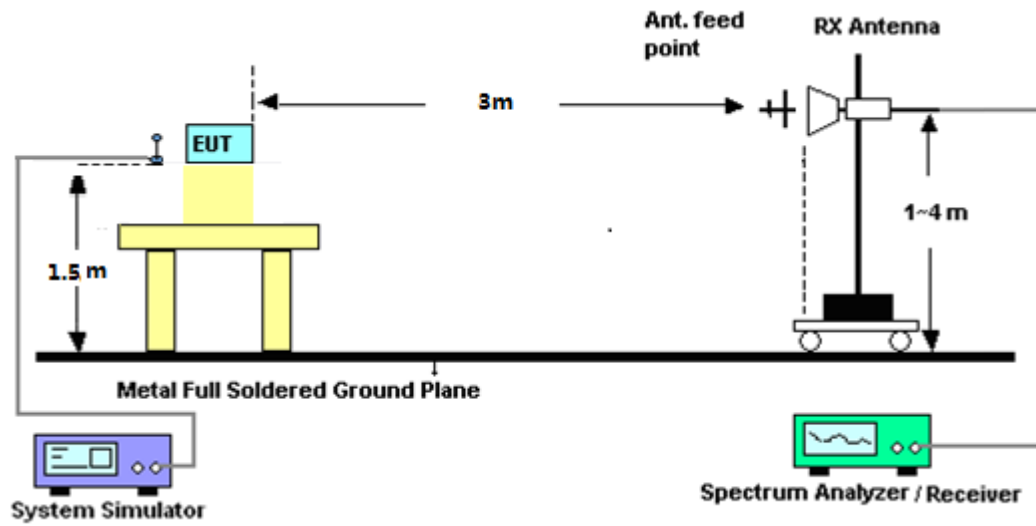 Ant. feed
point
RX Antenna
3m
EUT
1~4 m
1.5 m
Metal Full Soldered Ground Plane
System Simulator
Spectrum Analyzer / Receiver